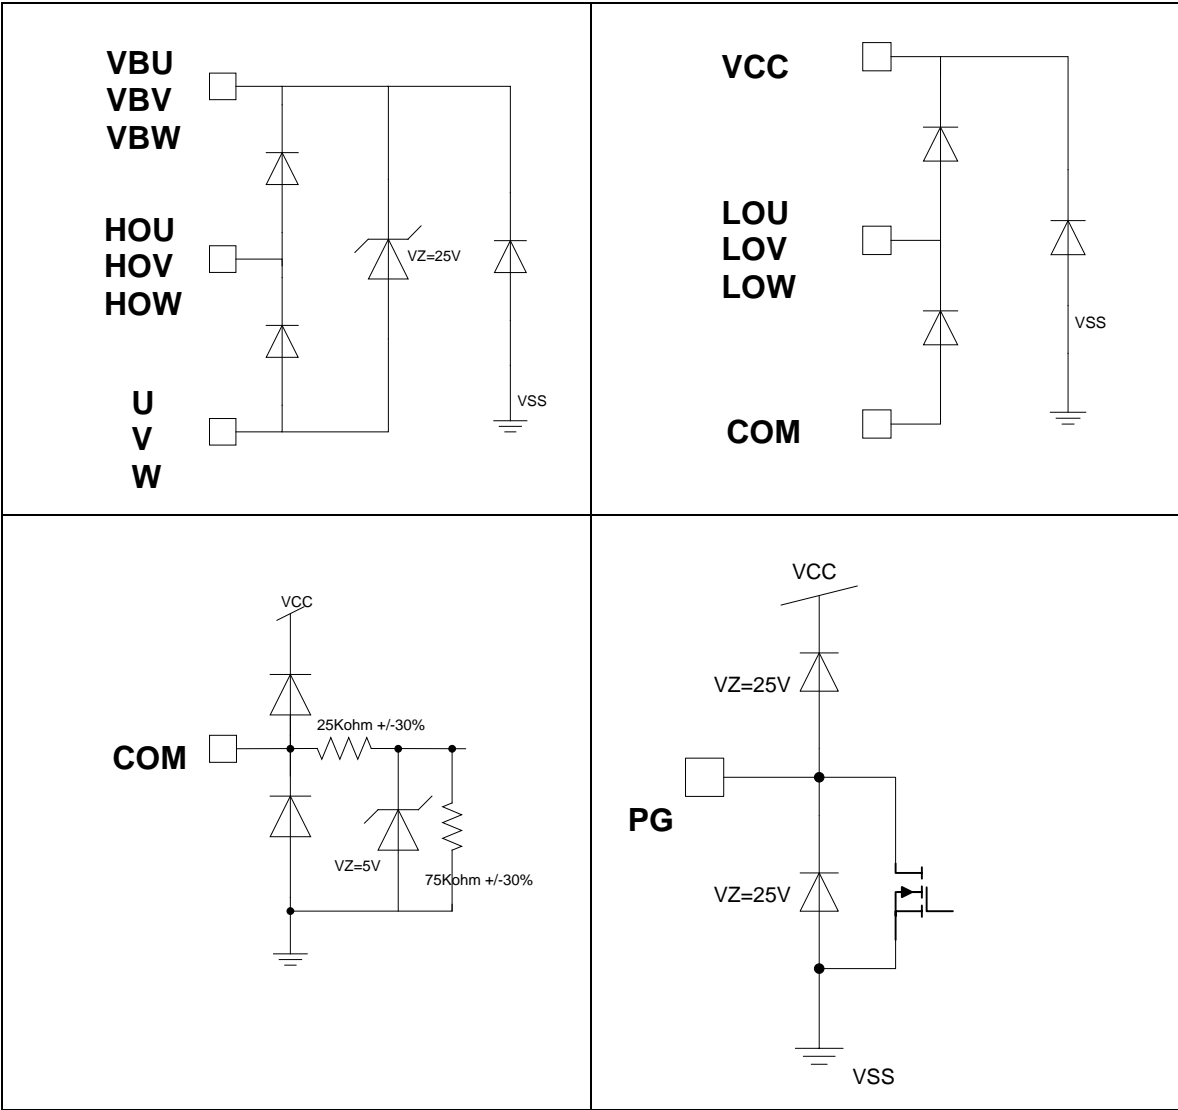 VBU
VBV
VBW
HOU
HOV
HOW
VZ=25V
U
V
W
VSS
VCC
LOU
LOV
LOW
VSS
COM
VCC
25Kohm +/-30%
COM
VZ=5V
75Kohm +/-30%
VCC
VZ=25V
PG
VZ=25V
VSS